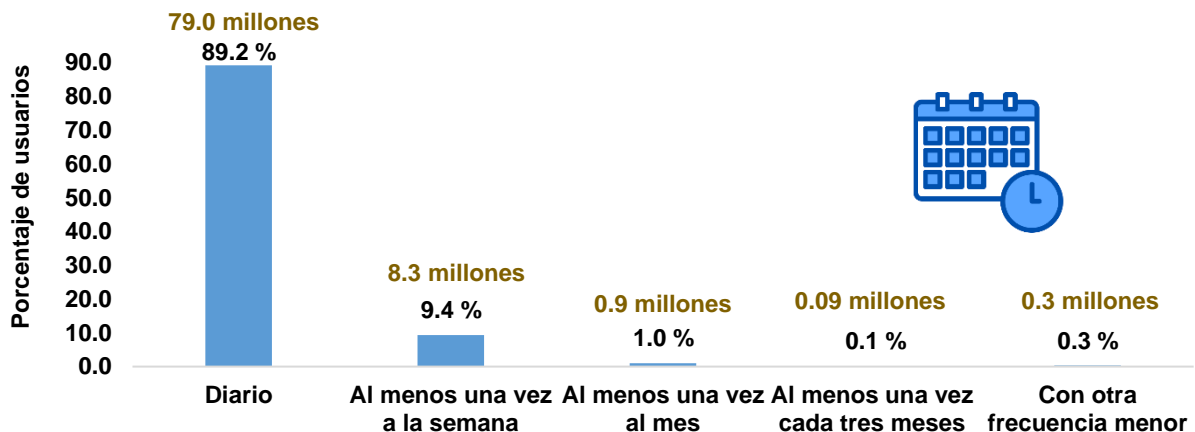 79.0 millones
89.2 %
Porcentaje de usuarios
90.0
80.0
70.0
60.0
50.0
40.0
30.0
20.0
10.0
0.0
8.3 millones
9.4 %
0.9 millones
1.0 %
0.09 millones
0.1 %
0.3 millones
0.3 %
Diario
Al menos una vez
a la semana
Al menos una vez
al mes
Al menos una vez
cada tres meses
Con otra
frecuencia menor